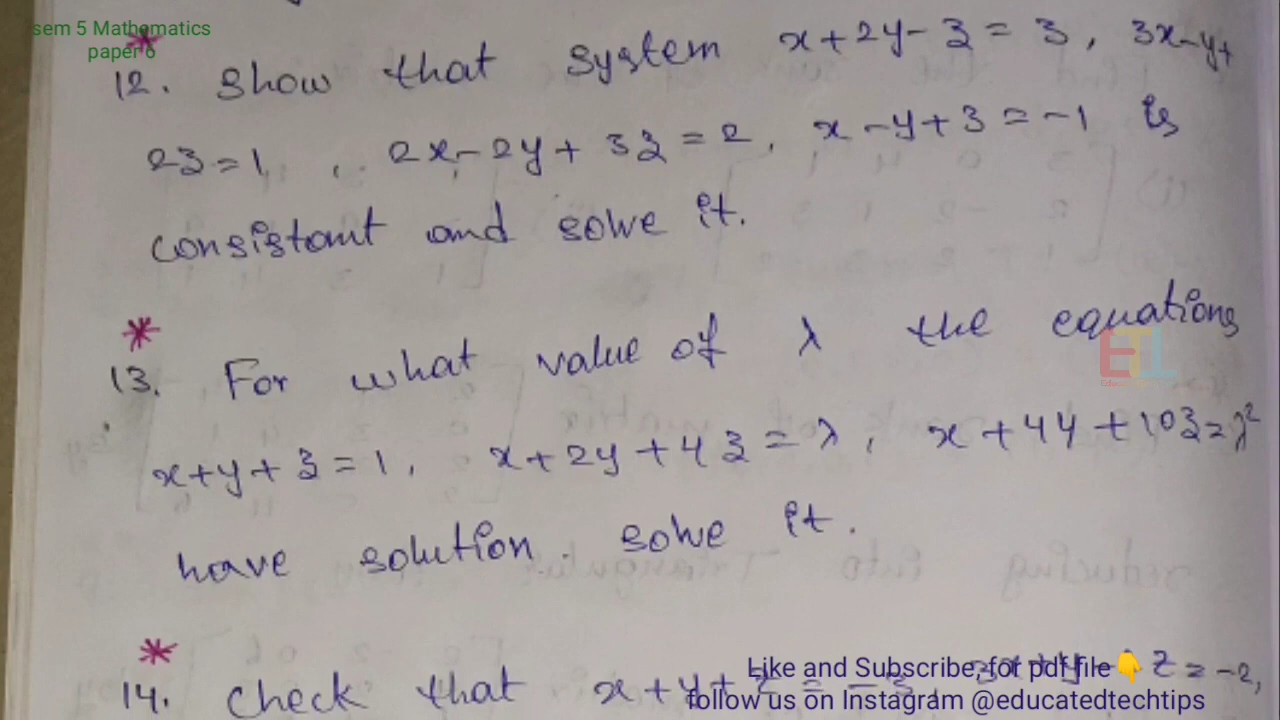 sem 5 Mathematics
paper 6
*
12. Show that system x+2y-z=3, 3x-y+
2z=1, 2x-2y+3z=2, x-y+z=-1 is
consistant and solve it.
*
13. For what value of λ the equations
x+y+z=1, x+2y+4z=λ, x+4y+10z=λ²
have solution. solve it.
ETL
*
14. Check that x+y+z=-3, z=-2,
Like and Subscribe, for pdf file👇
follow us on Instagram @educatedtechtips